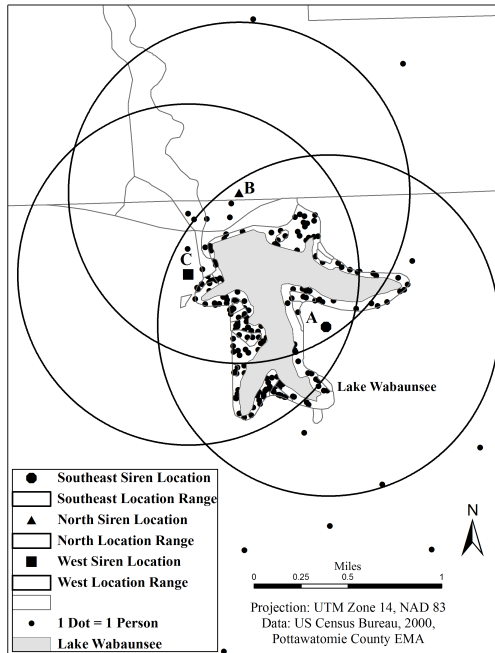 B
C
A
Lake Wabaunsee
Southeast Siren Location
Southeast Location Range
North Siren Location
North Location Range
West Siren Location
West Location Range
1 Dot = 1 Person
Lake Wabaunsee
N
Miles
0 0.25 0.5 1
Projection: UTM Zone 14, NAD 83
Data: US Census Bureau, 2000,
Pottawatomie County EMA